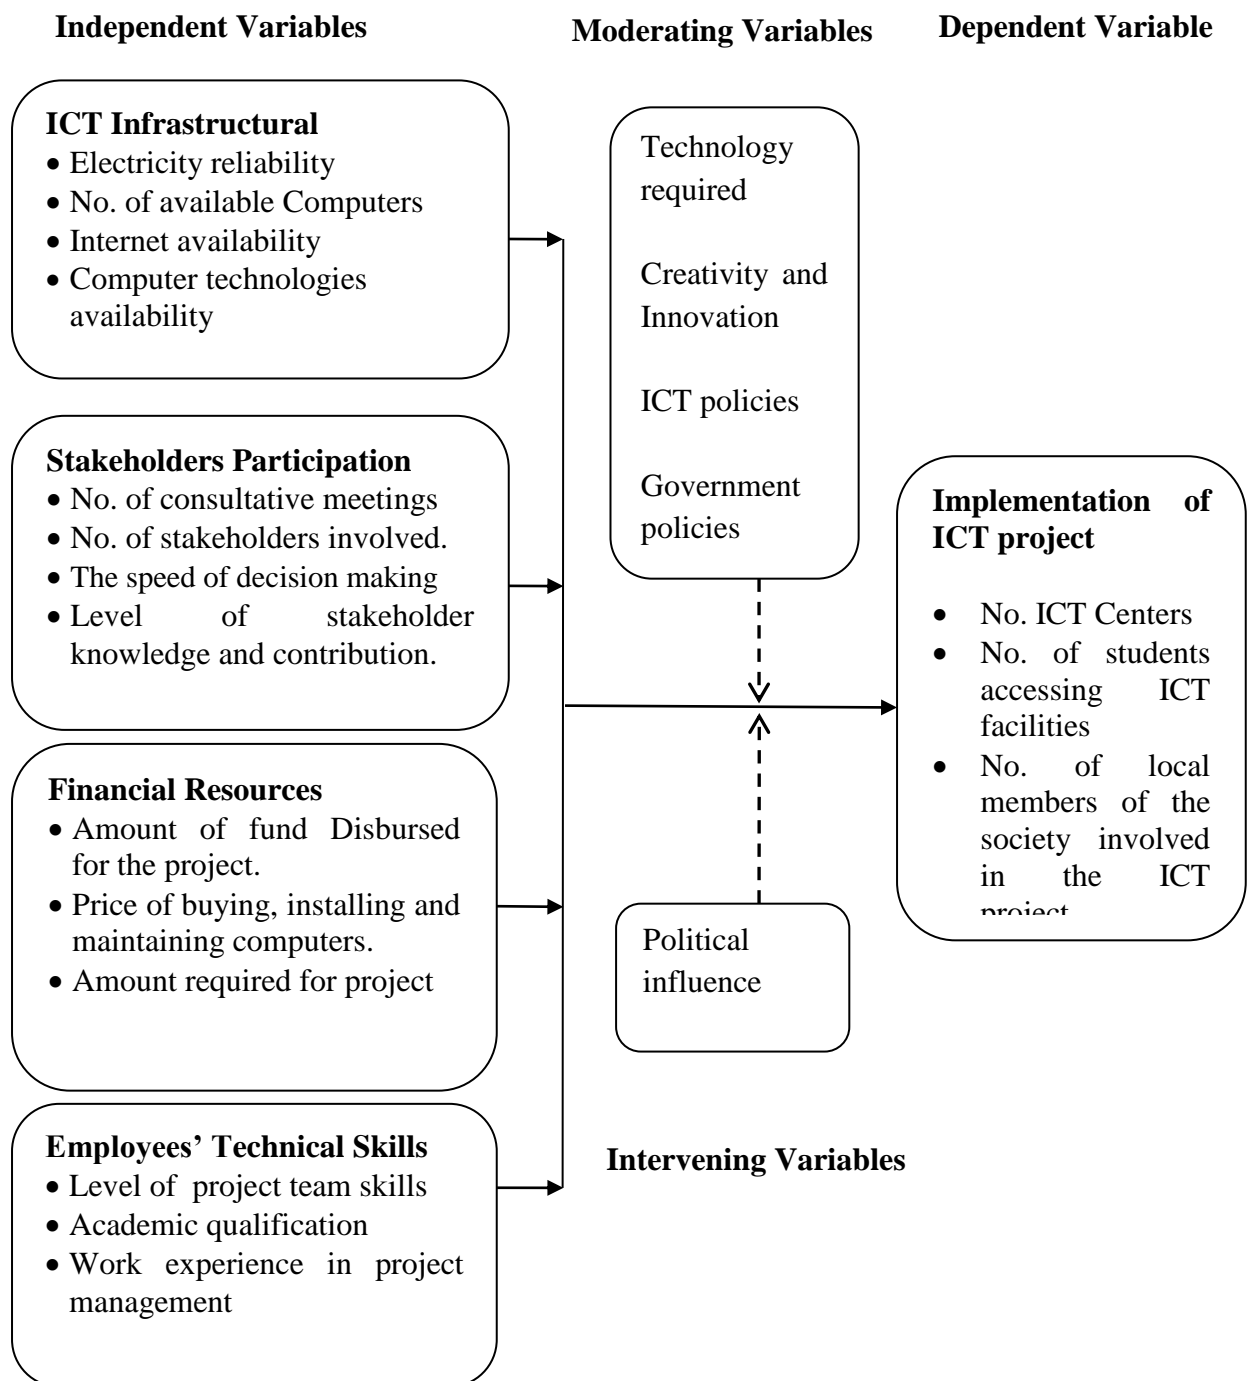 Independent Variables
Moderating Variables
Dependent Variable
ICT Infrastructural
• Electricity reliability
• No. of available Computers
• Internet availability
• Computer technologies
availability
Stakeholders Participation
• No. of consultative meetings
• No. of stakeholders involved.
• The speed of decision making
• Level of stakeholder
knowledge and contribution.
Financial Resources
• Amount of fund Disbursed
for the project.
• Price of buying, installing and
maintaining computers.
• Amount required for project
Employees’ Technical Skills
• Level of project team skills
• Academic qualification
• Work experience in project
management
Technology
required
Creativity and
Innovation
ICT policies
Government
policies
Political
influence
Intervening Variables
Implementation of
ICT project
• No. ICT Centers
• No. of students
accessing ICT
facilities
• No. of local
members of the
society involved
in the ICT
project